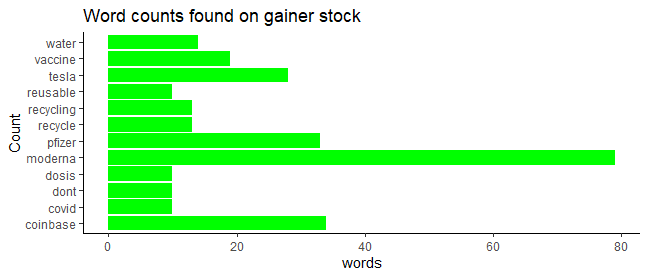 Word counts found on gainer stock
water
vaccine
tesla
reusable
recycling
recycle
pfizer
moderna
dosis
dont
covid
coinbase
Count
0 20 40 60 80
words